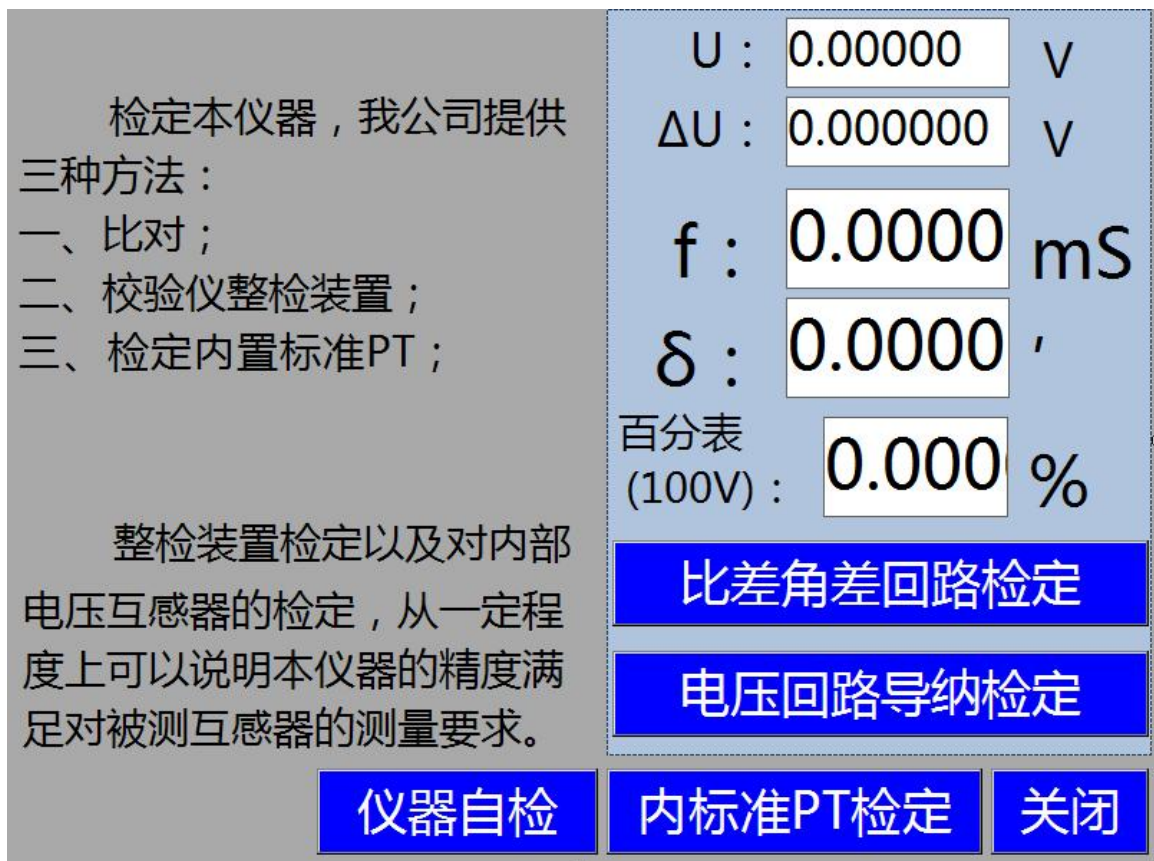 检定本仪器，我公司提供
三种方法：
一、比对；
二、校验仪整检装置；
三、检定内置标准PT；
整检装置检定以及对内部
电压互感器的检定，从一定程
度上可以说明本仪器的精度满
足对被测互感器的测量要求。
U： 0.00000 V
ΔU： 0.000000 V
f： 0.0000 mS
δ： 0.0000 ′
百分表
(100V)： 0.000 %
比差角差回路检定
电压回路导纳检定
仪器自检 内标准PT检定 关闭